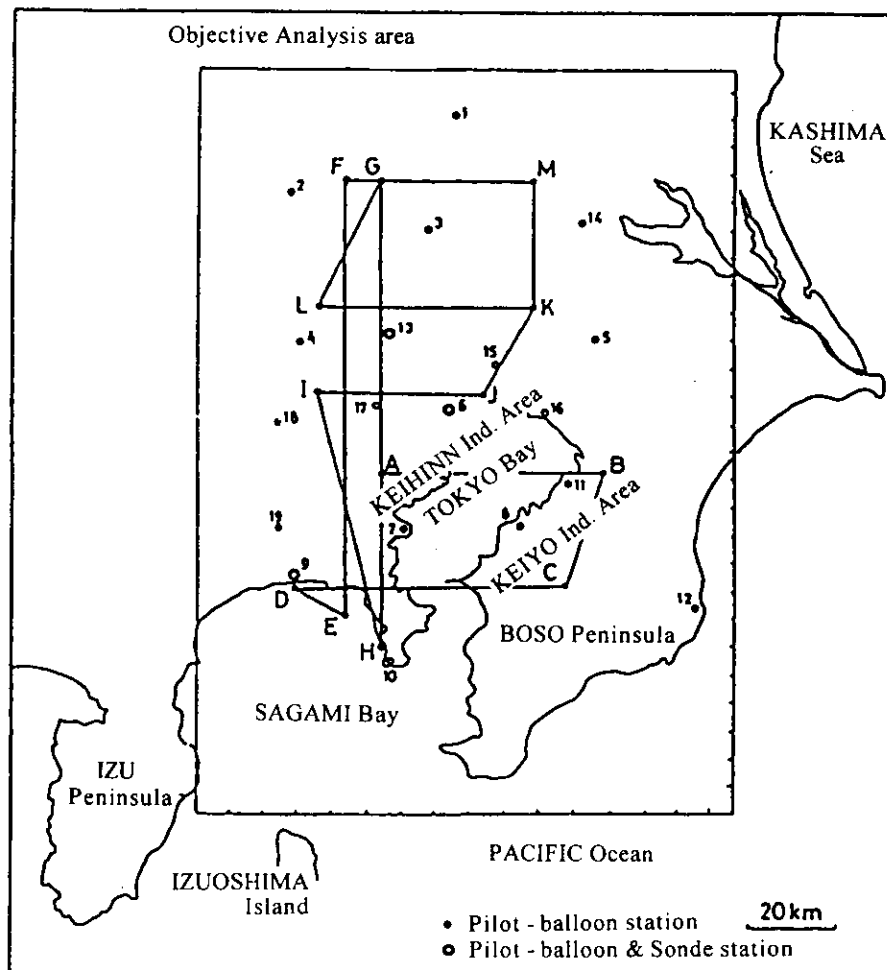 Objective Analysis area
1
KASHIMA
Sea
F G M
2
3
14
L K
13
4
5
15
I J
17
6
16
18
A B
KEIHINN Ind. Area
TOKYO Bay
11
19
7
8
KEIYO Ind. Area
9
C
D
E
12
BOSO Peninsula
H
10
SAGAMI Bay
IZU
Peninsula
PACIFIC Ocean
IZUOSHIMA
Island
20km
Pilot - balloon station
Pilot - balloon & Sonde station